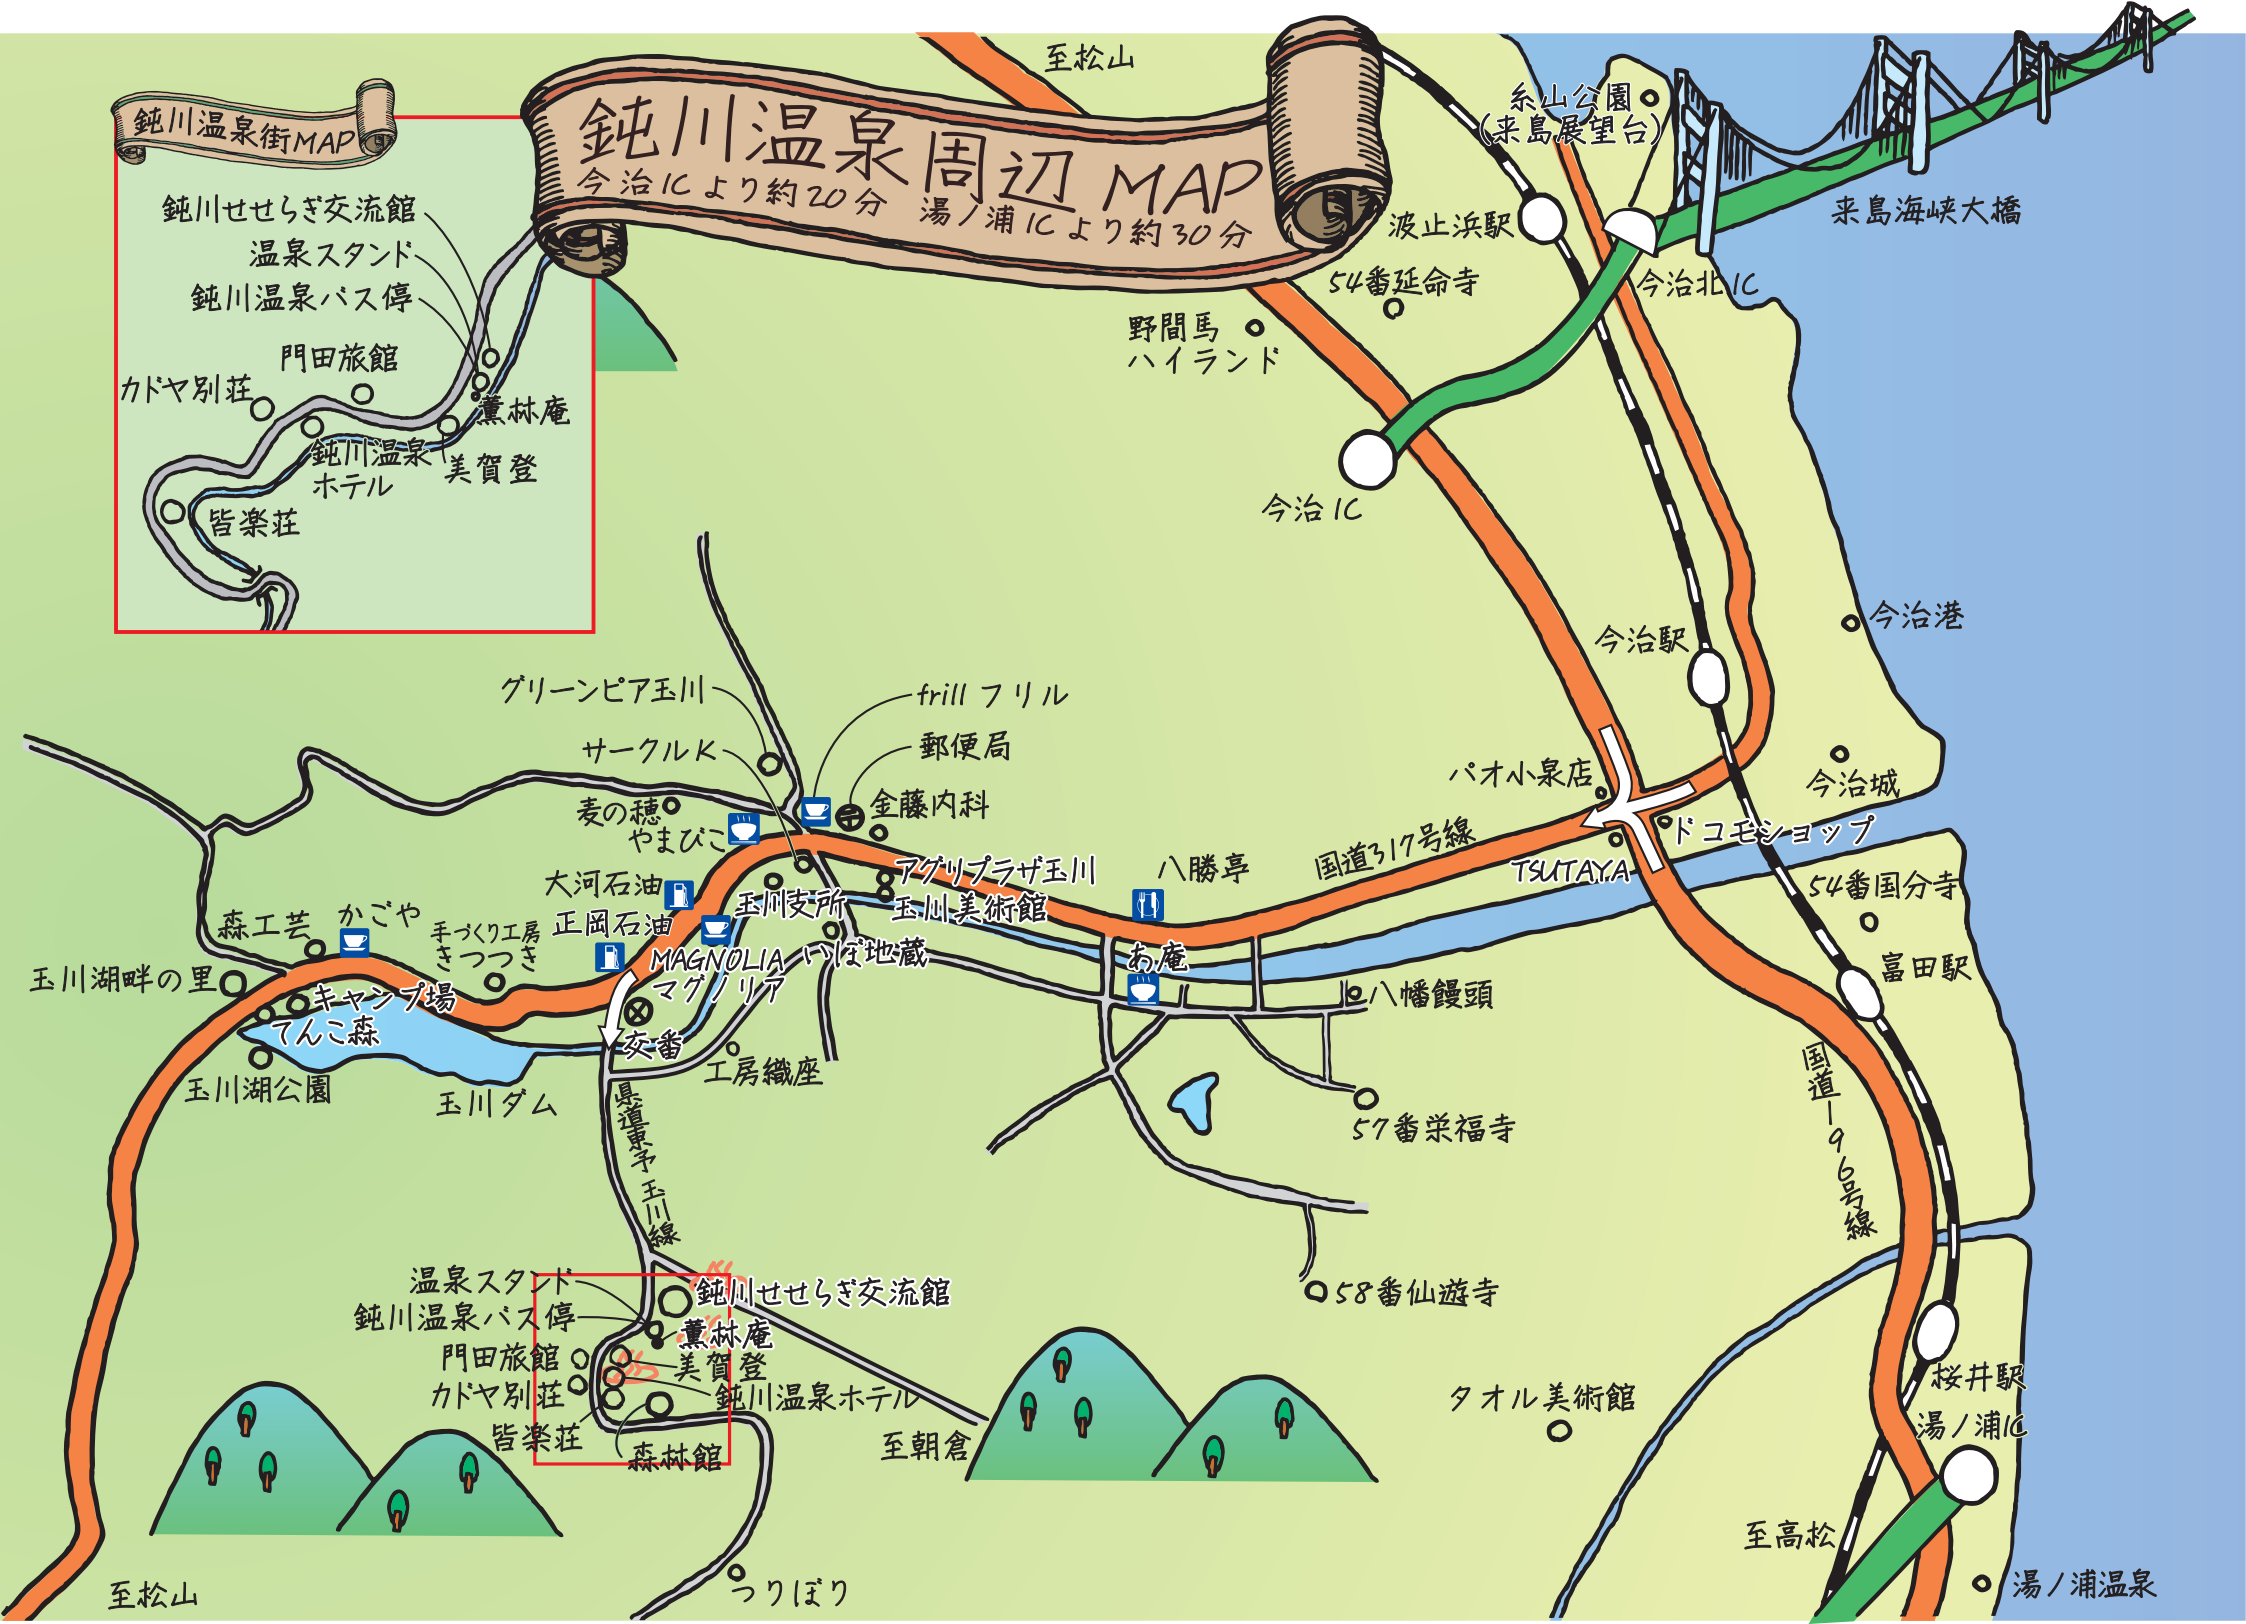 至松山
鈍川温泉周辺MAP
今治ICより約20分 湯ノ浦ICより約30分
糸山公園
(来島展望台)
来島海峡大橋
波止浜駅
今治北IC
54番延命寺
野間馬
ハイランド
今治IC
鈍川温泉街MAP
鈍川せせらぎ交流館
温泉スタンド
鈍川温泉バス停
門田旅館
カドヤ別荘
薫林庵
鈍川温泉
ホテル
美賀登
皆楽荘
今治港
今治駅
今治城
パオ小泉店
ドコモショップ
TSUTAYA
国道317号線
54番国分寺
富田駅
グリーンピア玉川
frill フリル
サークルK
郵便局
麦の穂
金藤内科
やまびこ
アグリプラザ玉川
八勝亭
大河石油
玉川支所
玉川美術館
正岡石油
森工芸
かごや
手づくり工房
きつつき
MAGNOLIA
マグノリア
いぼ地蔵
あ庵
八幡饅頭
玉川湖畔の里
キャンプ場
てんこ森
交番
工房織座
玉川湖公園
玉川ダム
県道東予玉川線
57番栄福寺
国道196号線
58番仙遊寺
温泉スタンド
鈍川せせらぎ交流館
鈍川温泉バス停
薫林庵
門田旅館
美賀登
カドヤ別荘
鈍川温泉ホテル
皆楽荘
森林館
至朝倉
タオル美術館
桜井駅
湯ノ浦IC
至高松
至松山
つりぼり
湯ノ浦温泉